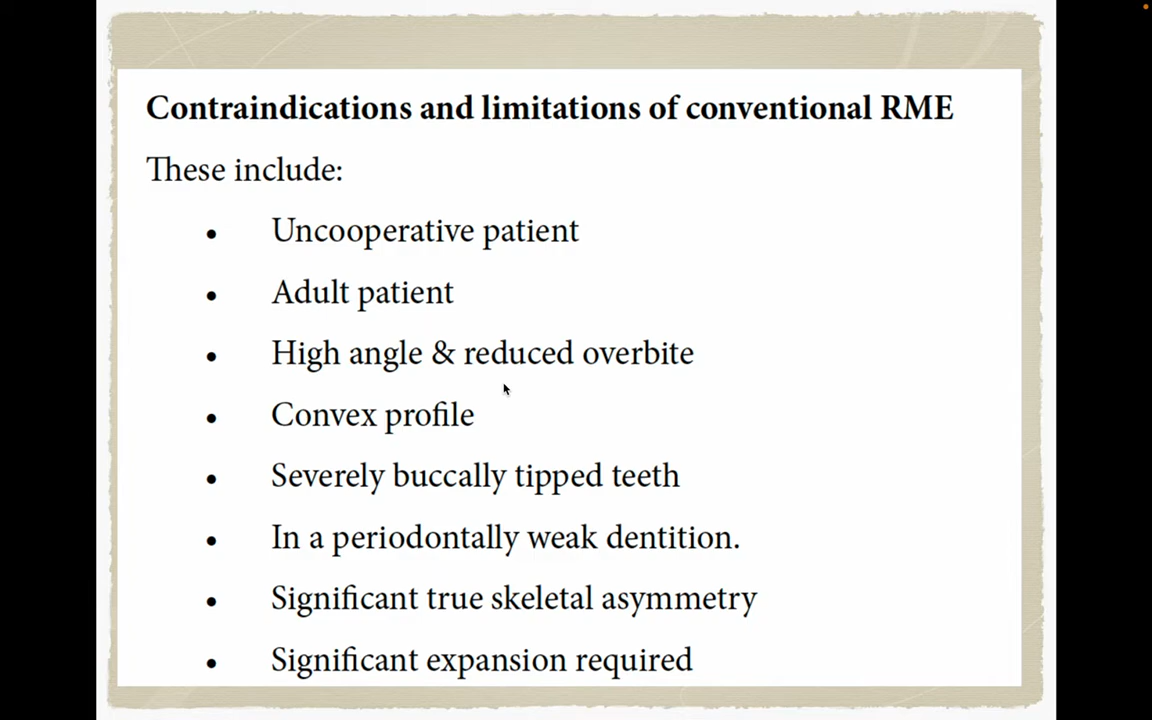 Contraindications and limitations of conventional RME
These include:
• Uncooperative patient
• Adult patient
• High angle & reduced overbite
• Convex profile
• Severely buccally tipped teeth
• In a periodontally weak dentition.
• Significant true skeletal asymmetry
• Significant expansion required